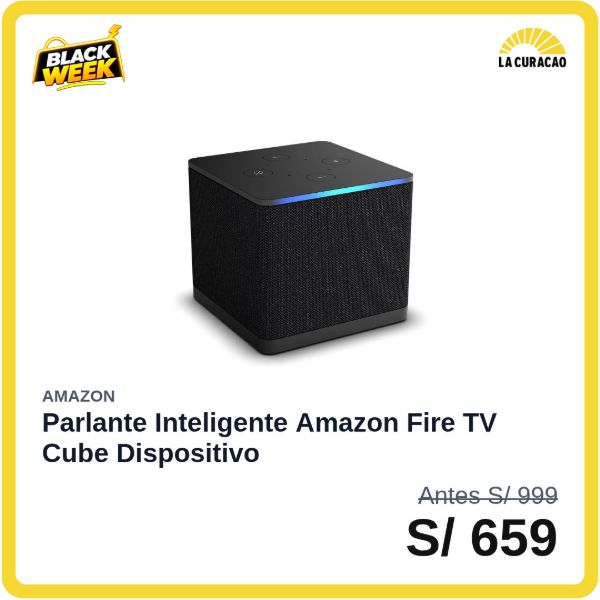 BLACK
WEEK
LA CURACAO
AMAZON
Parlante Inteligente Amazon Fire TV
Cube Dispositivo
Antes S/ 999
S/ 659